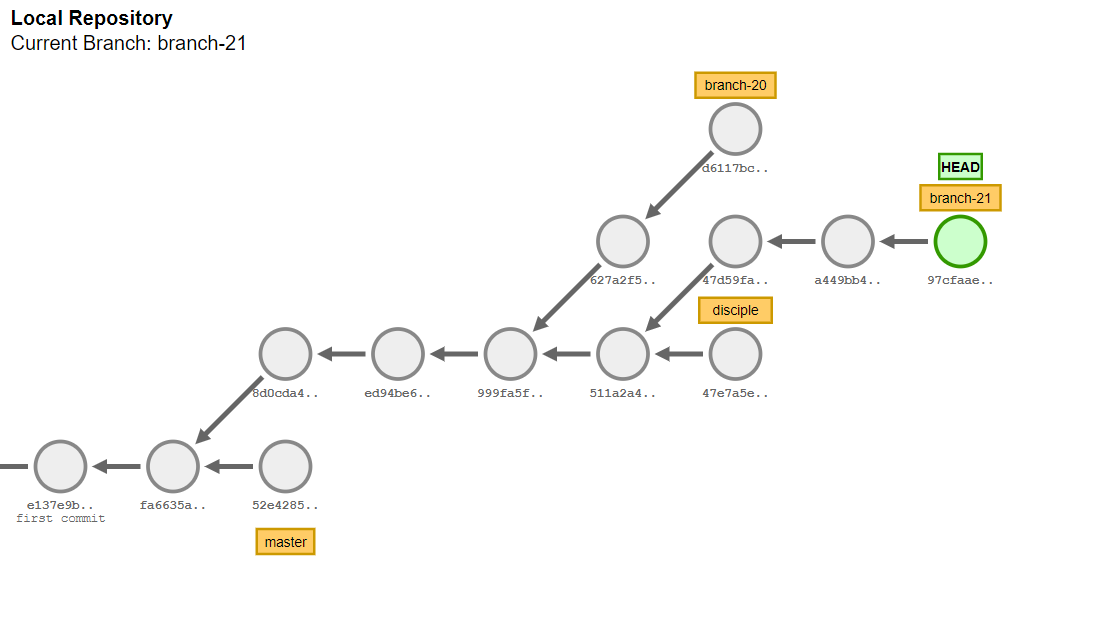 Local Repository
Current Branch: branch-21
branch-20
d6117bc..
HEAD
branch-21
627a2f5..
47d59fa..
a449bb4..
97cfaae..
disciple
8d0cda4..
ed94be6..
999fa5f..
511a2a4..
47e7a5e..
e137e9b..
first commit
fa6635a..
52e4285..
master